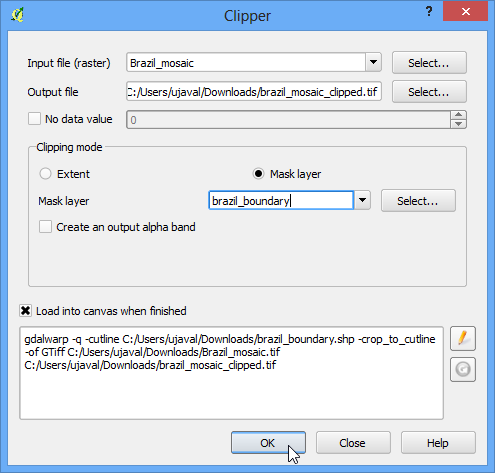 Clipper
?
Input file (raster) Brazil_mosaic Select...
Output file C:/Users/ujaval/Downloads/brazil_mosaic_clipped.tif Select...
No data value 0
Clipping mode
Extent Mask layer
Mask layer brazil_boundary Select...
Create an output alpha band
Load into canvas when finished
gdalwarp -q -cutline C:/Users/ujaval/Downloads/brazil_boundary.shp -crop_to_cutline
-of GTiff C:/Users/ujaval/Downloads/Brazil_mosaic.tif
C:/Users/ujaval/Downloads/brazil_mosaic_clipped.tif
OK Close Help